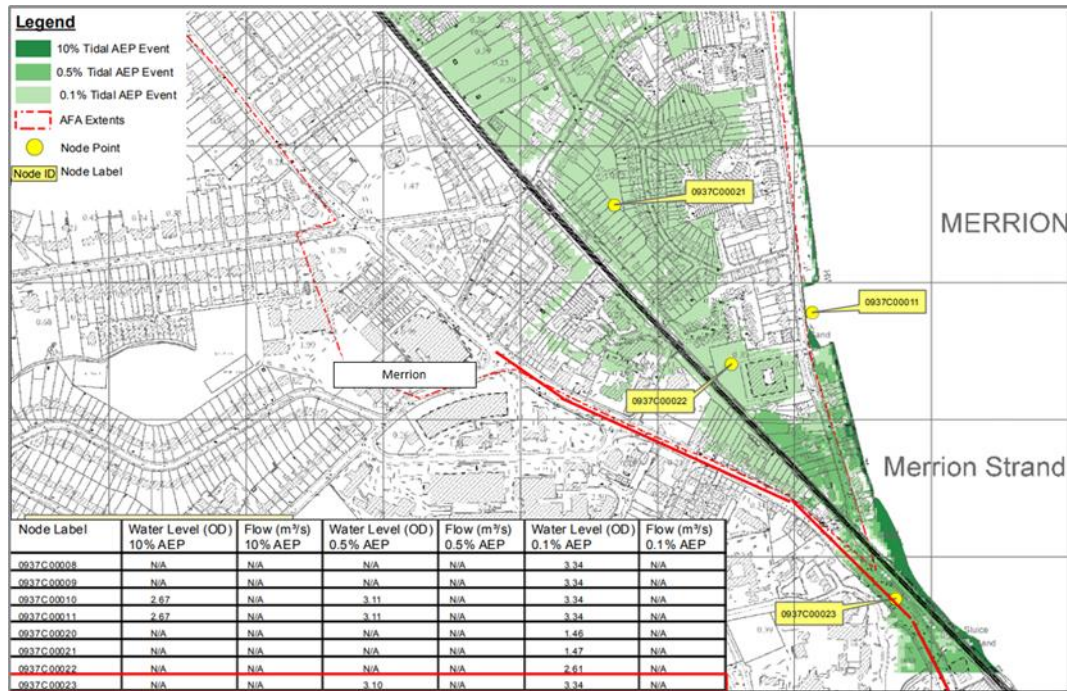 Legend
10% Tidal AEP Event
0.5% Tidal AEP Event
0.1% Tidal AEP Event
AFA Extents
Node Point
Node ID Node Label
0937C00021
MERRION
0937C00011
Merrion
0937C00022
Merrion Strand
0937C00023
Sluice
Node Label Water Level (OD) 10% AEP Flow (m³/s) 10% AEP Water Level (OD) 0.5% AEP Flow (m³/s) 0.5% AEP Water Level (OD) 0.1% AEP Flow (m³/s) 0.1% AEP
0937C00008 N/A N/A N/A N/A 3.34 N/A
0937C00009 N/A N/A N/A N/A 3.34 N/A
0937C00010 2.67 N/A 3.11 N/A 3.34 N/A
0937C00011 2.67 N/A 3.11 N/A 3.34 N/A
0937C00020 N/A N/A N/A N/A 1.46 N/A
0937C00021 N/A N/A N/A N/A 1.47 N/A
0937C00022 N/A N/A N/A N/A 2.61 N/A
0937C00023 N/A N/A 3.10 N/A 3.34 N/A